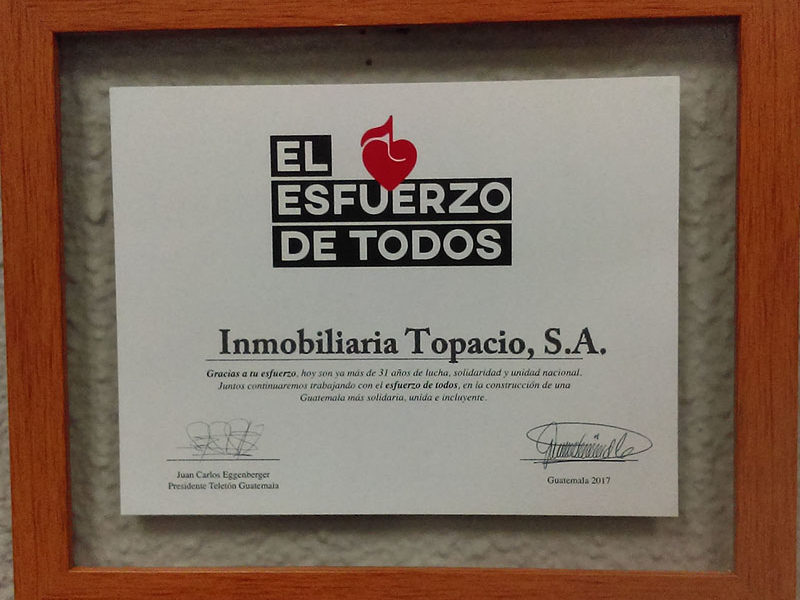 EL
ESFUERZO
DE TODOS
Inmobiliaria Topacio, S.A.
Gracias a tu esfuerzo, hoy son ya más de 31 años de lucha, solidaridad y unidad nacional.
Juntos continuaremos trabajando con el esfuerzo de todos, en la construcción de una
Guatemala más solidaria, unida e incluyente.
Juan Carlos Eggenberger
Presidente Teletón Guatemala
Guatemala 2017